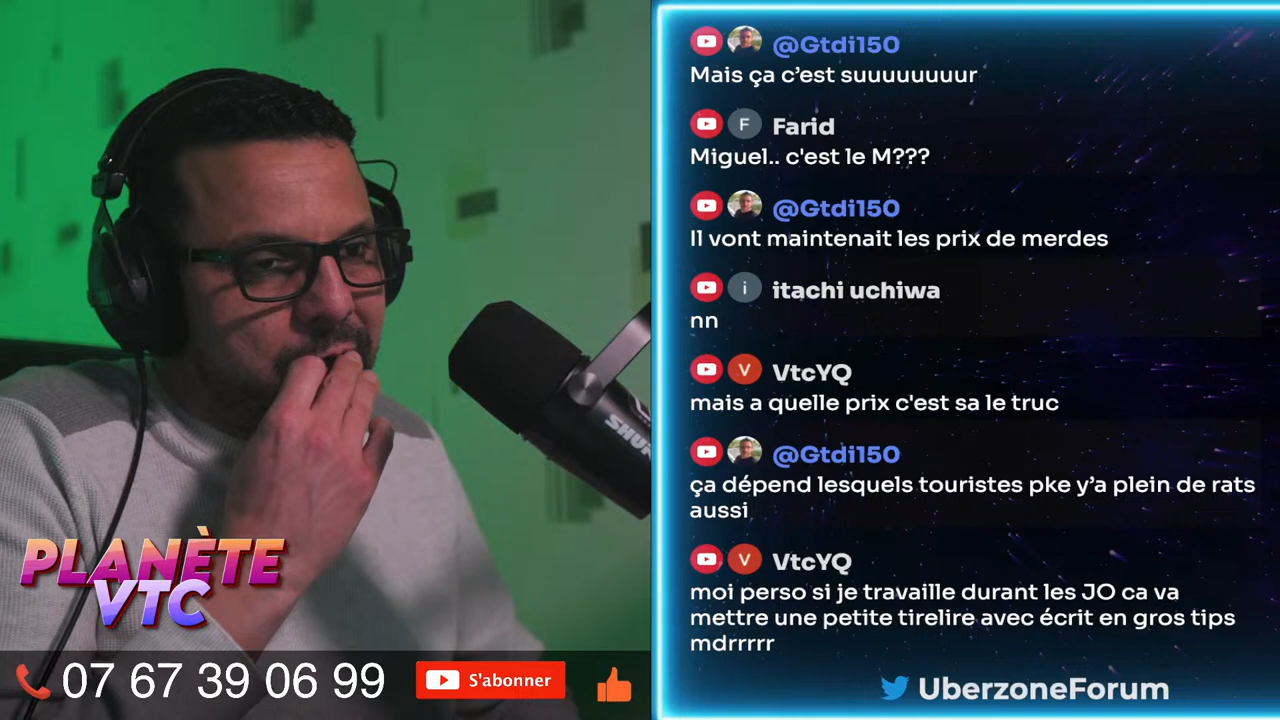 @Gtdi150
Mais ça c’est suuuuuuuur
F Farid
Miguel.. c'est le M???
@Gtdi150
Il vont maintenait les prix de merdes
i itachi uchiwa
nn
V VtcYQ
mais a quelle prix c'est sa le truc
@Gtdi150
ça dépend lesquels touristes pke y’a plein de rats
aussi
V VtcYQ
moi perso si je travaille durant les JO ca va
mettre une petite tirelire avec écrit en gros tips
mdrrrrr
UberzoneForum
SHUR
PLANÈTE
VTC
07 67 39 06 99
S'abonner